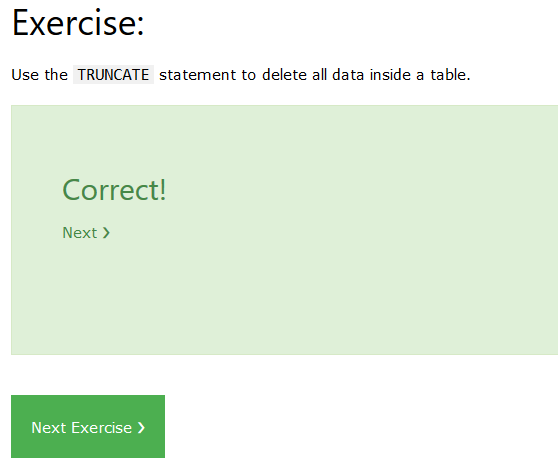 Exercise:
Use the TRUNCATE statement to delete all data inside a table.
Correct!
Next ❯
Next Exercise ❯